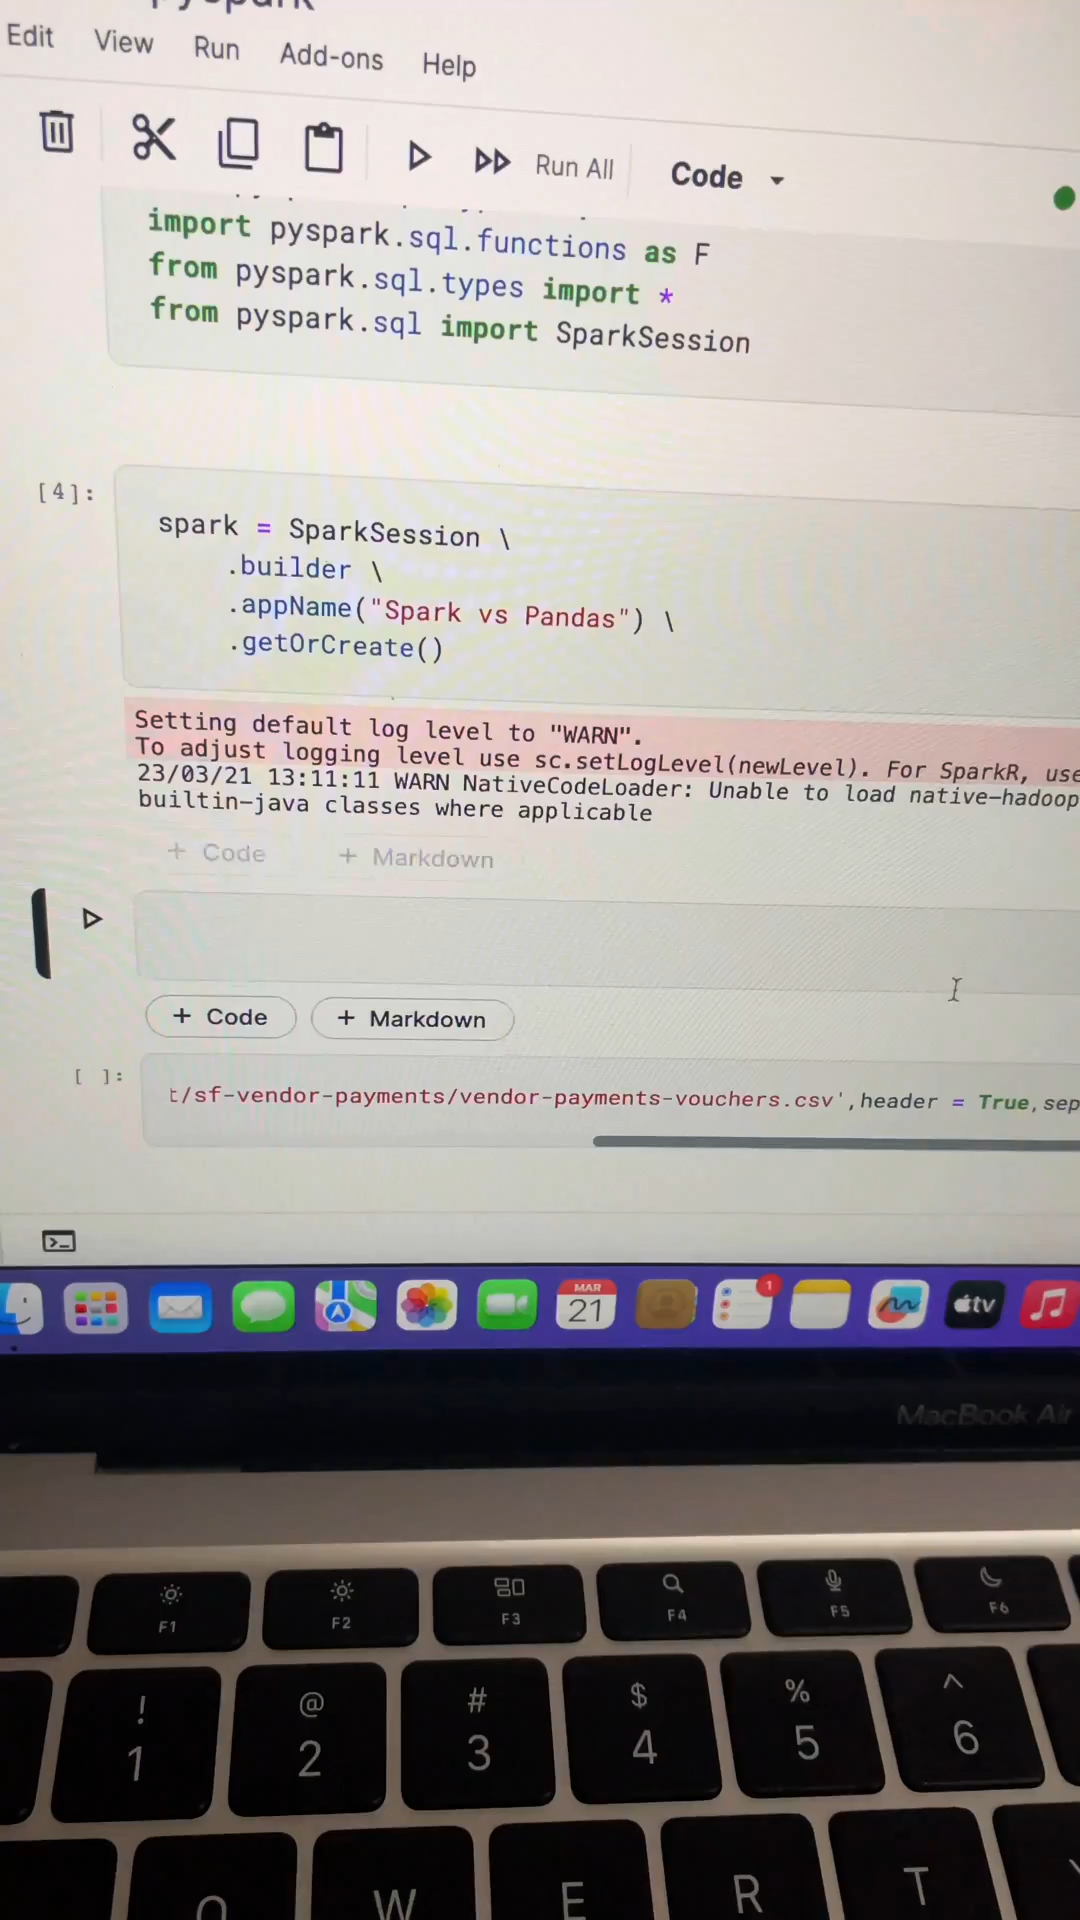 pyspark
Edit View Run Add-ons Help
Run All Code
import pyspark.sql.functions as F
from pyspark.sql.types import *
from pyspark.sql import SparkSession
[4]:
spark = SparkSession \
.builder \
.appName("Spark vs Pandas") \
.getOrCreate()
Setting default log level to "WARN".
To adjust logging level use sc.setLogLevel(newLevel). For SparkR, use
23/03/21 13:11:11 WARN NativeCodeLoader: Unable to load native-hadoop
builtin-java classes where applicable
+ Code + Markdown
+ Code + Markdown
[ ]:
t/sf-vendor-payments/vendor-payments-vouchers.csv',header = True,sep
MAR
21
1
tv
MacBook Air
F1 F2 F3 F4 F5 F6
! @ # $ % ^
1 2 3 4 5 6
Q W E R T